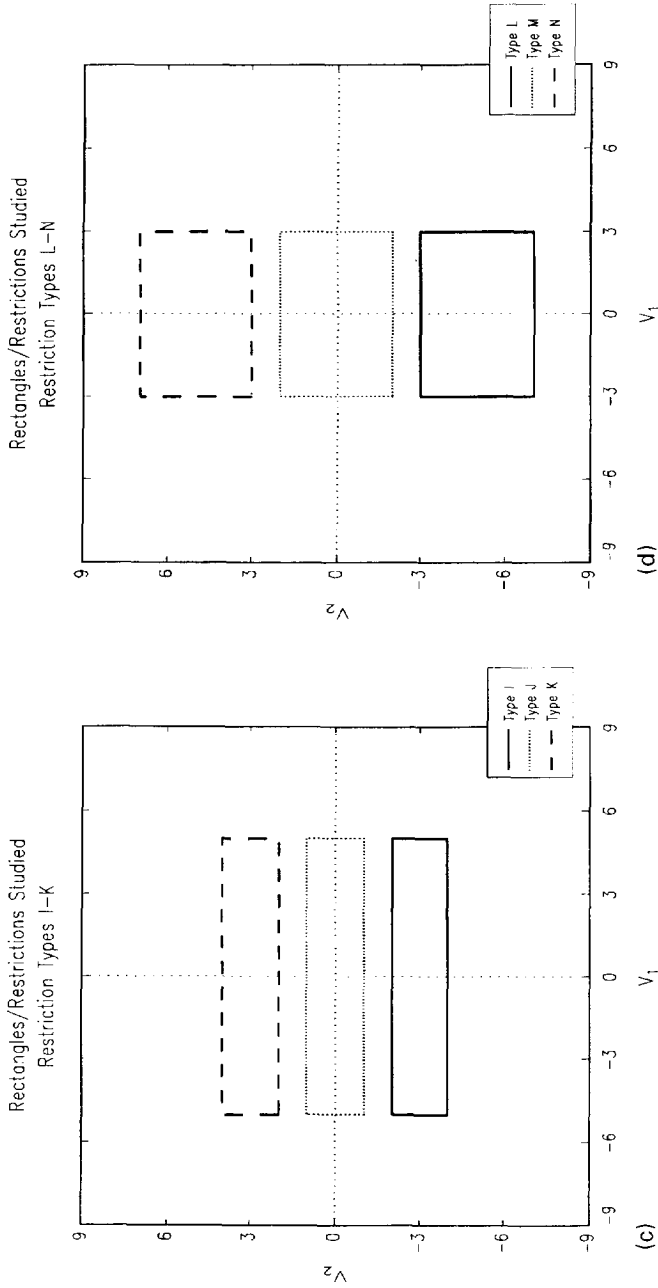 Rectangles/Restrictions Studied
Restriction Types I-K
9
6
3
0
-3
-6
-9
V2
-9
-6
-3
0
3
6
9
V1
Type I
Type J
Type K
(c)
Rectangles/Restrictions Studied
Restriction Types L-N
9
6
3
0
-3
-6
-9
V2
-9
-6
-3
0
3
6
9
V1
Type L
Type M
Type N
(d)